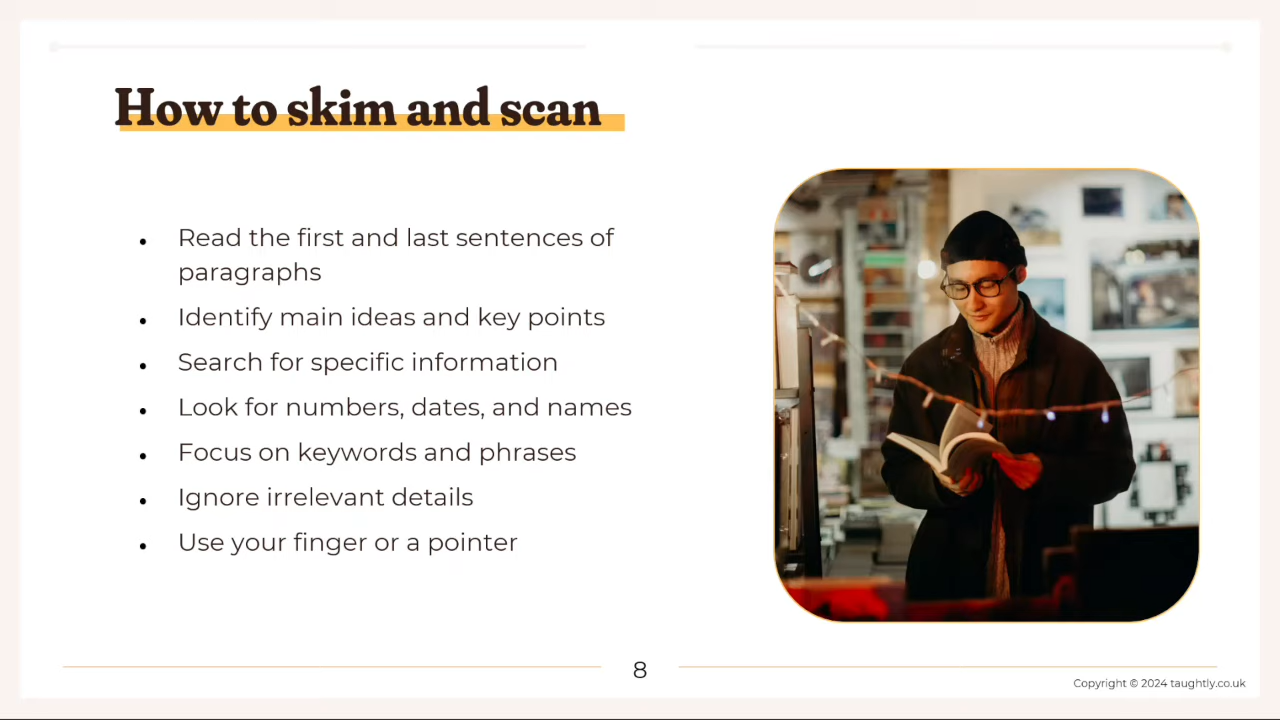 How to skim and scan
• Read the first and last sentences of
paragraphs
• Identify main ideas and key points
• Search for specific information
• Look for numbers, dates, and names
• Focus on keywords and phrases
• Ignore irrelevant details
• Use your finger or a pointer
8
Copyright © 2024 taughtly.co.uk